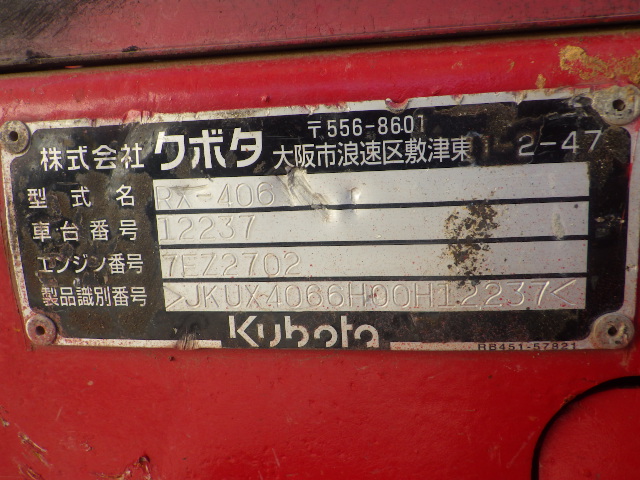 〒556-8601
株式会社 クボタ 大阪市浪速区敷津東 2-47
型式名 RX-406
車台番号 12237
エンジン番号 7EZ2702
製品識別番号 >JKUX4066H00H12237<
Kubota
RB451-57821